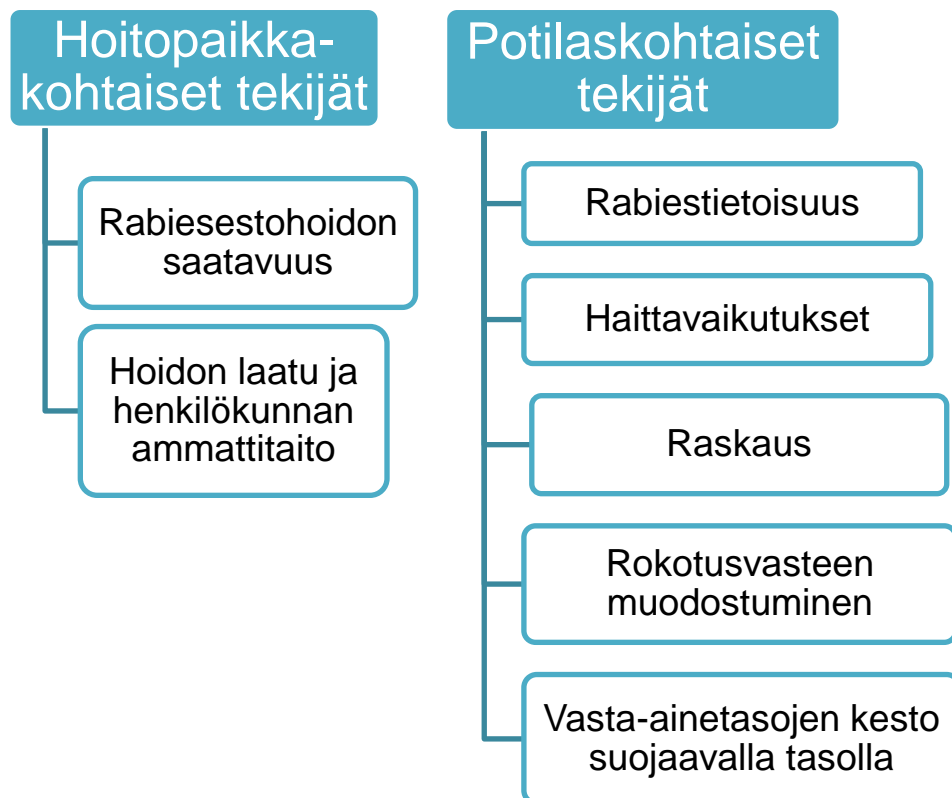 Hoitopaikka-
kohtaiset tekijät
Rabiesestohoidon
saatavuus
Hoidon laatu ja
henkilökunnan
ammattitaito
Potilaskohtaiset
tekijät
Rabiestietoisuus
Haittavaikutukset
Raskaus
Rokotusvasteen
muodostuminen
Vasta-ainetasojen kesto
suojaavalla tasolla